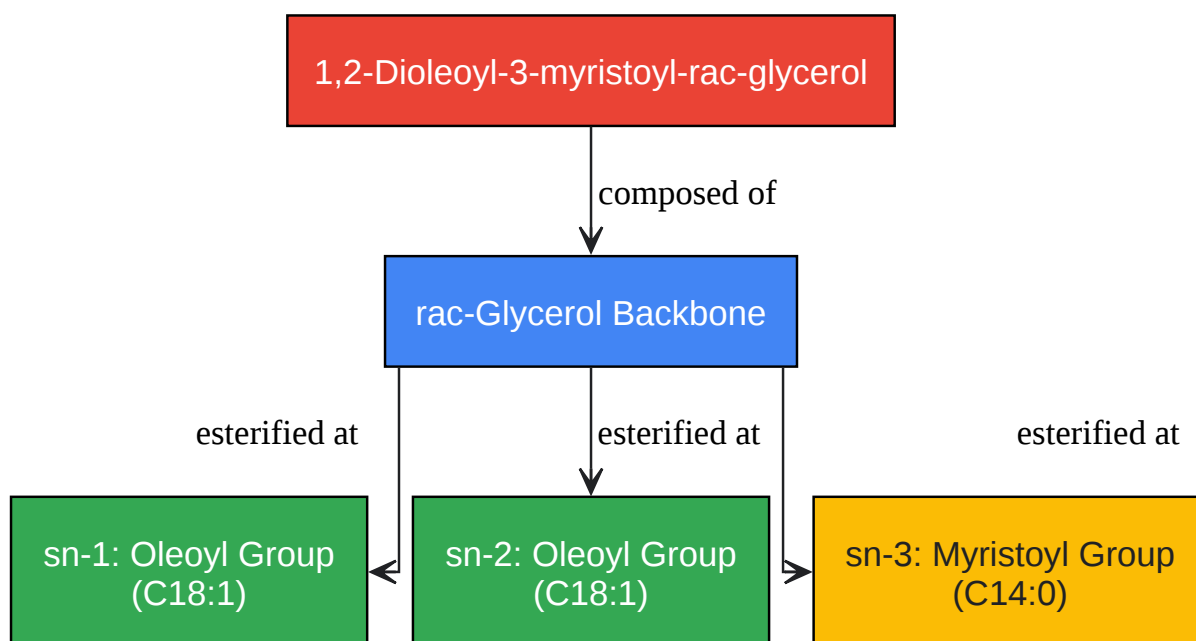 1,2-Dioleoyl-3-myristoyl-rac-glycerol
composed of
rac-Glycerol Backbone
esterified at
esterified at
esterified at
sn-1: Oleoyl Group
(C18:1)
sn-2: Oleoyl Group
(C18:1)
sn-3: Myristoyl Group
(C14:0)